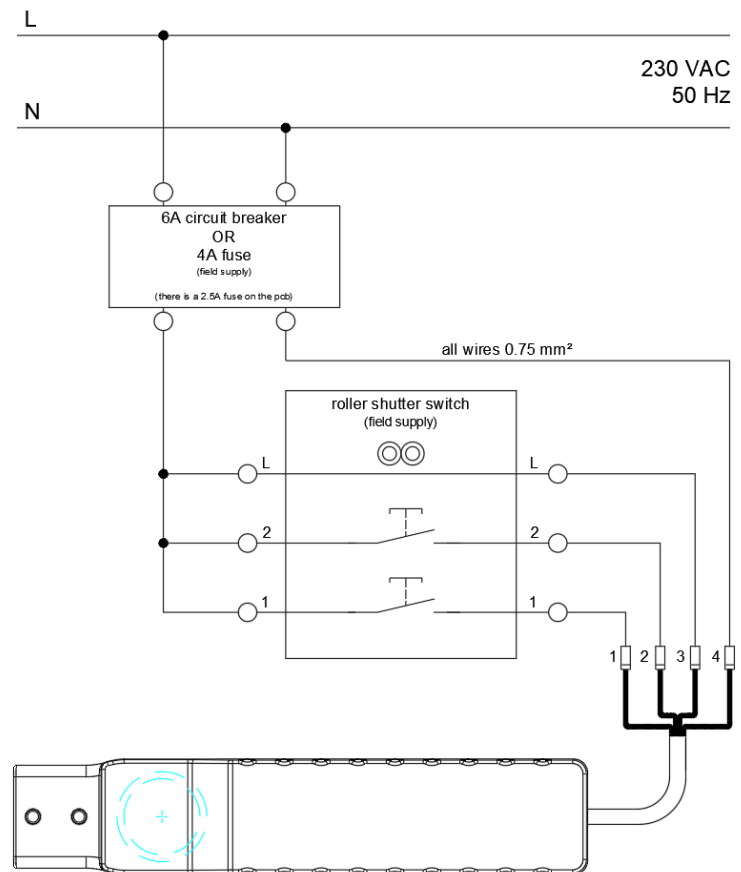 L
230 VAC
50 Hz
N
6A circuit breaker
OR
4A fuse
(field supply)
(there is a 2.5A fuse on the pcb)
all wires 0.75 mm²
roller shutter switch
(field supply)
L L
2 2
1 1
1 2 3 4